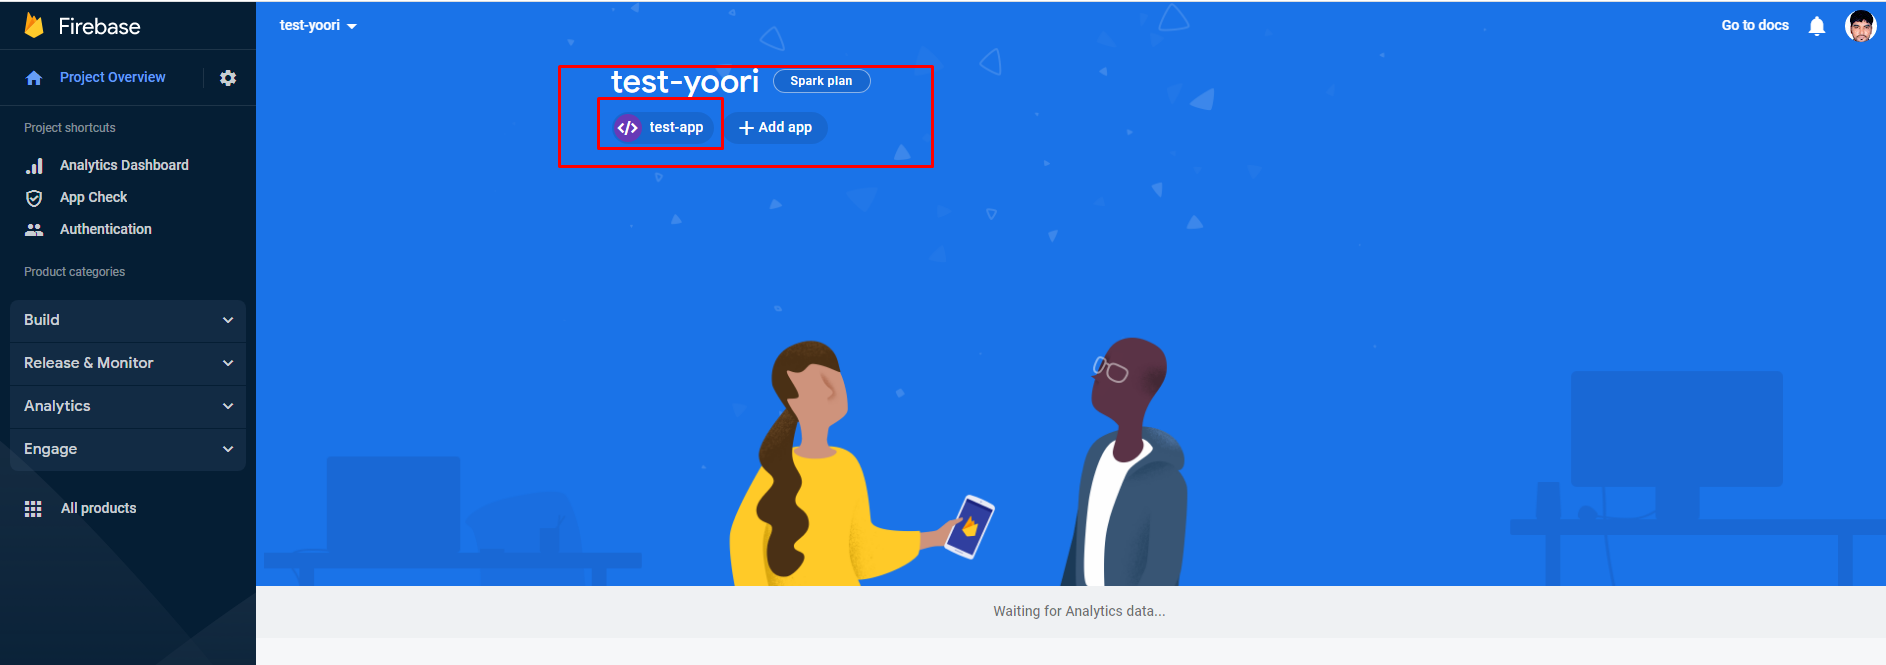 Firebase
test-yoori
Go to docs
Project Overview
test-yoori
Spark plan
</> test-app
+ Add app
Project shortcuts
Analytics Dashboard
App Check
Authentication
Product categories
Build
Release & Monitor
Analytics
Engage
All products
Waiting for Analytics data...